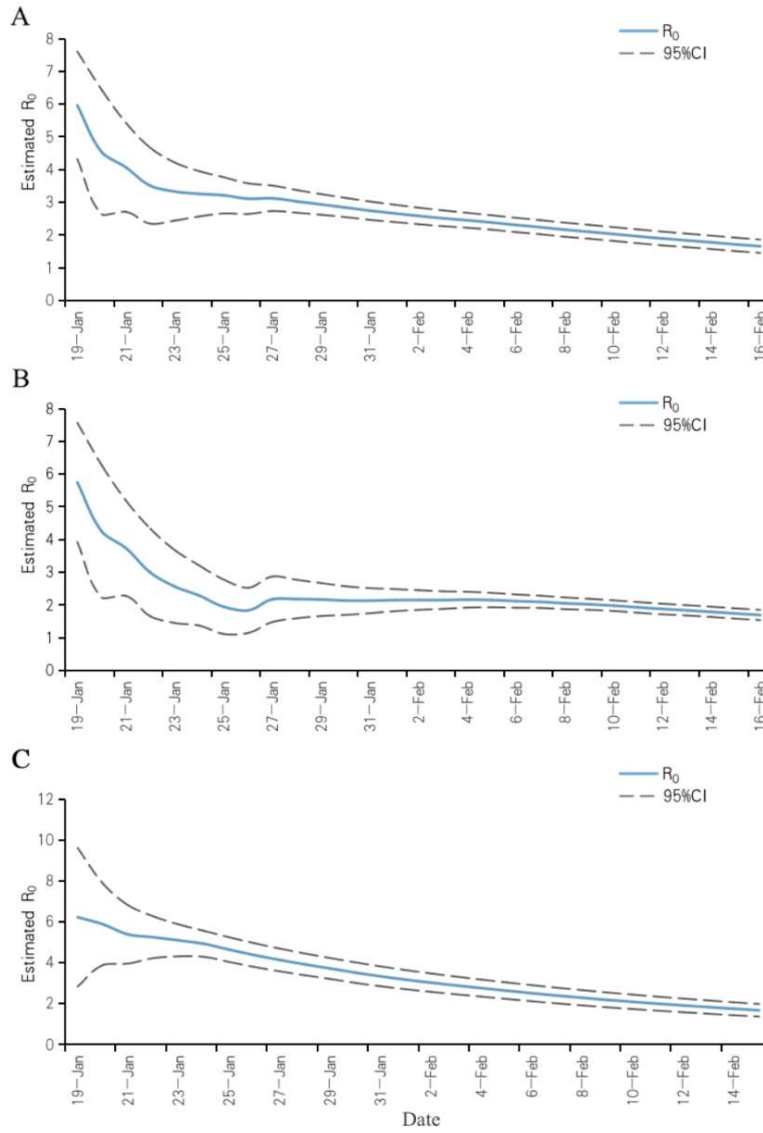 A
R₀
95%CI
Estimated R₀
8
7
6
5
4
3
2
1
0
19–Jan
21–Jan
23–Jan
25–Jan
27–Jan
29–Jan
31–Jan
2–Feb
4–Feb
6–Feb
8–Feb
10–Feb
12–Feb
14–Feb
16–Feb
B
R₀
95%CI
Estimated R₀
8
7
6
5
4
3
2
1
0
19–Jan
21–Jan
23–Jan
25–Jan
27–Jan
29–Jan
31–Jan
2–Feb
4–Feb
6–Feb
8–Feb
10–Feb
12–Feb
14–Feb
16–Feb
C
R₀
95%CI
Estimated R₀
12
10
8
6
4
2
0
19–Jan
21–Jan
23–Jan
25–Jan
27–Jan
29–Jan
31–Jan
2–Feb
4–Feb
6–Feb
8–Feb
10–Feb
12–Feb
14–Feb
Date